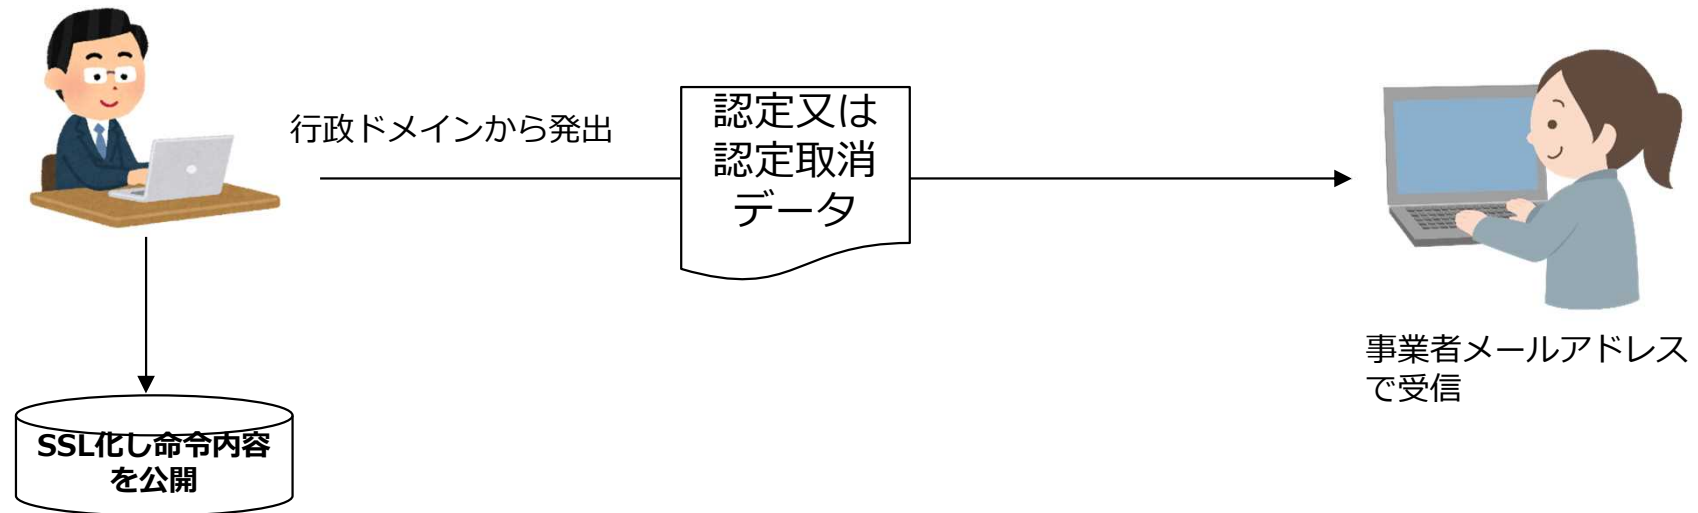 行政ドメインから発出
認定又は
認定取消
データ
事業者メールアドレス
で受信
SSL化し命令内容
を公開